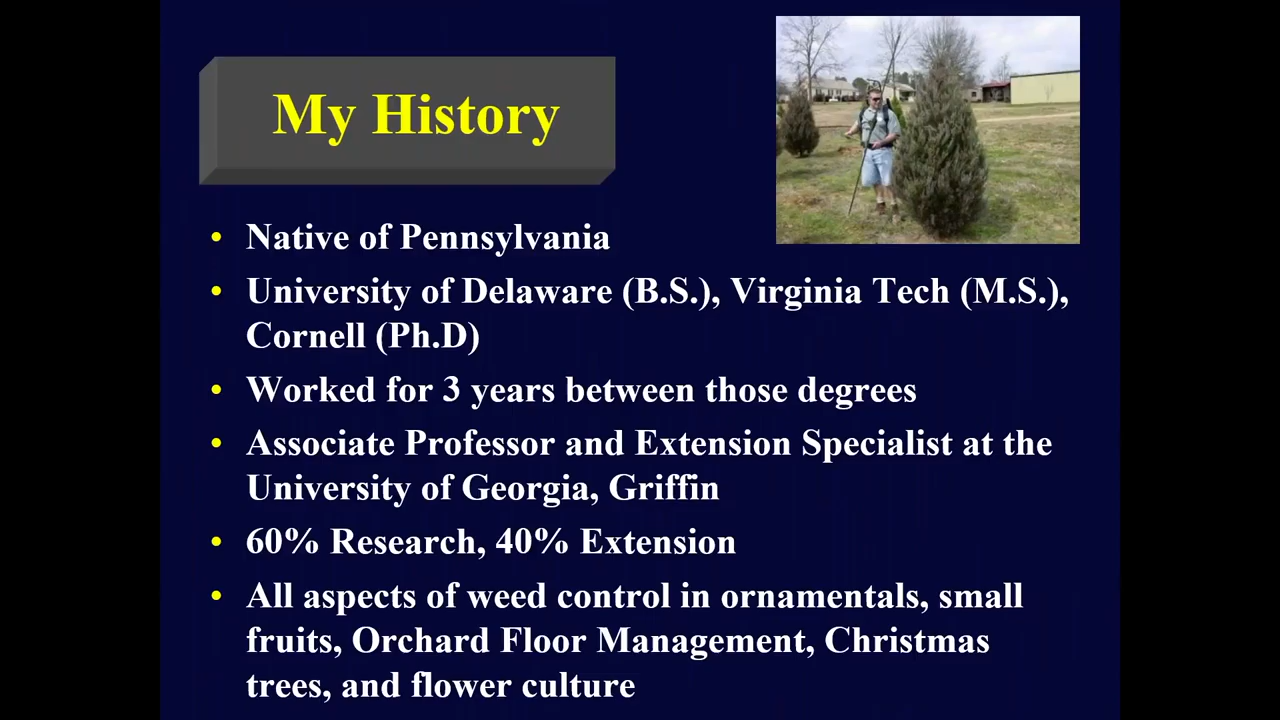 My History
• Native of Pennsylvania
• University of Delaware (B.S.), Virginia Tech (M.S.),
Cornell (Ph.D)
• Worked for 3 years between those degrees
• Associate Professor and Extension Specialist at the
University of Georgia, Griffin
• 60% Research, 40% Extension
• All aspects of weed control in ornamentals, small
fruits, Orchard Floor Management, Christmas
trees, and flower culture